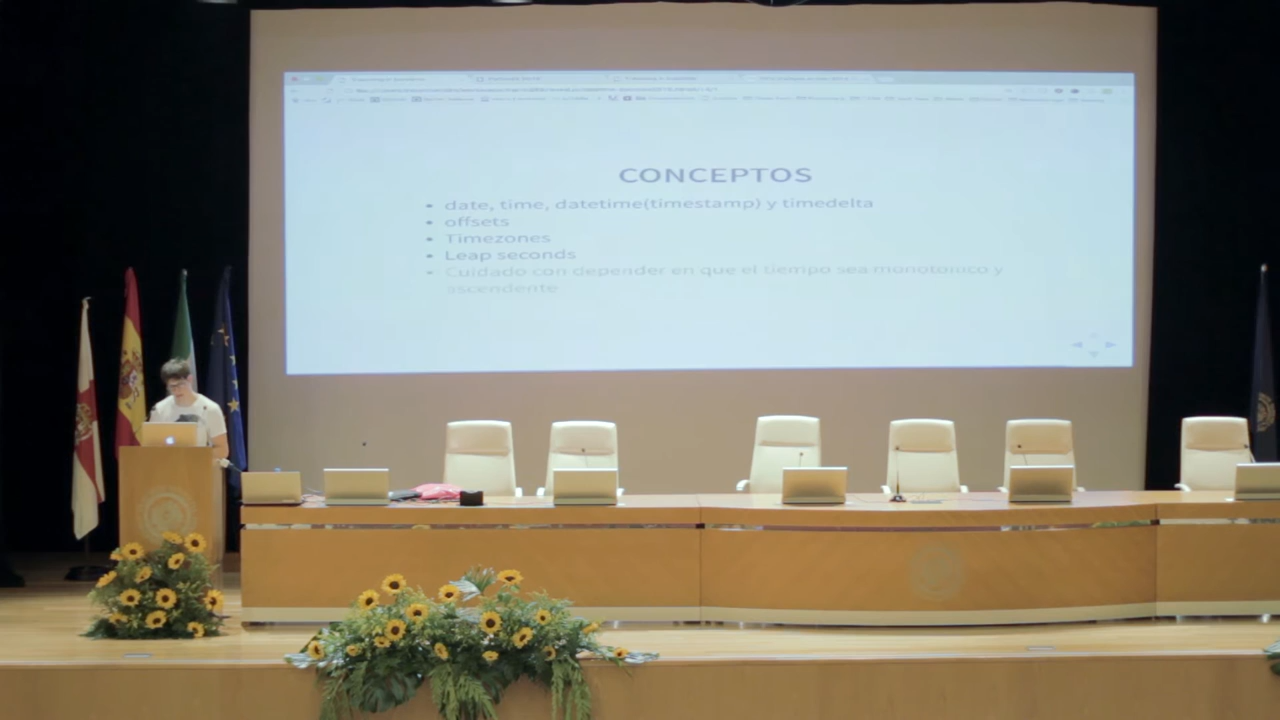 CONCEPTOS
date, time, datetime(timestamp) y timedelta
offsets
Timezones
Leap seconds
Cuidado con depender en que el tiempo sea monotonico y
ascendente